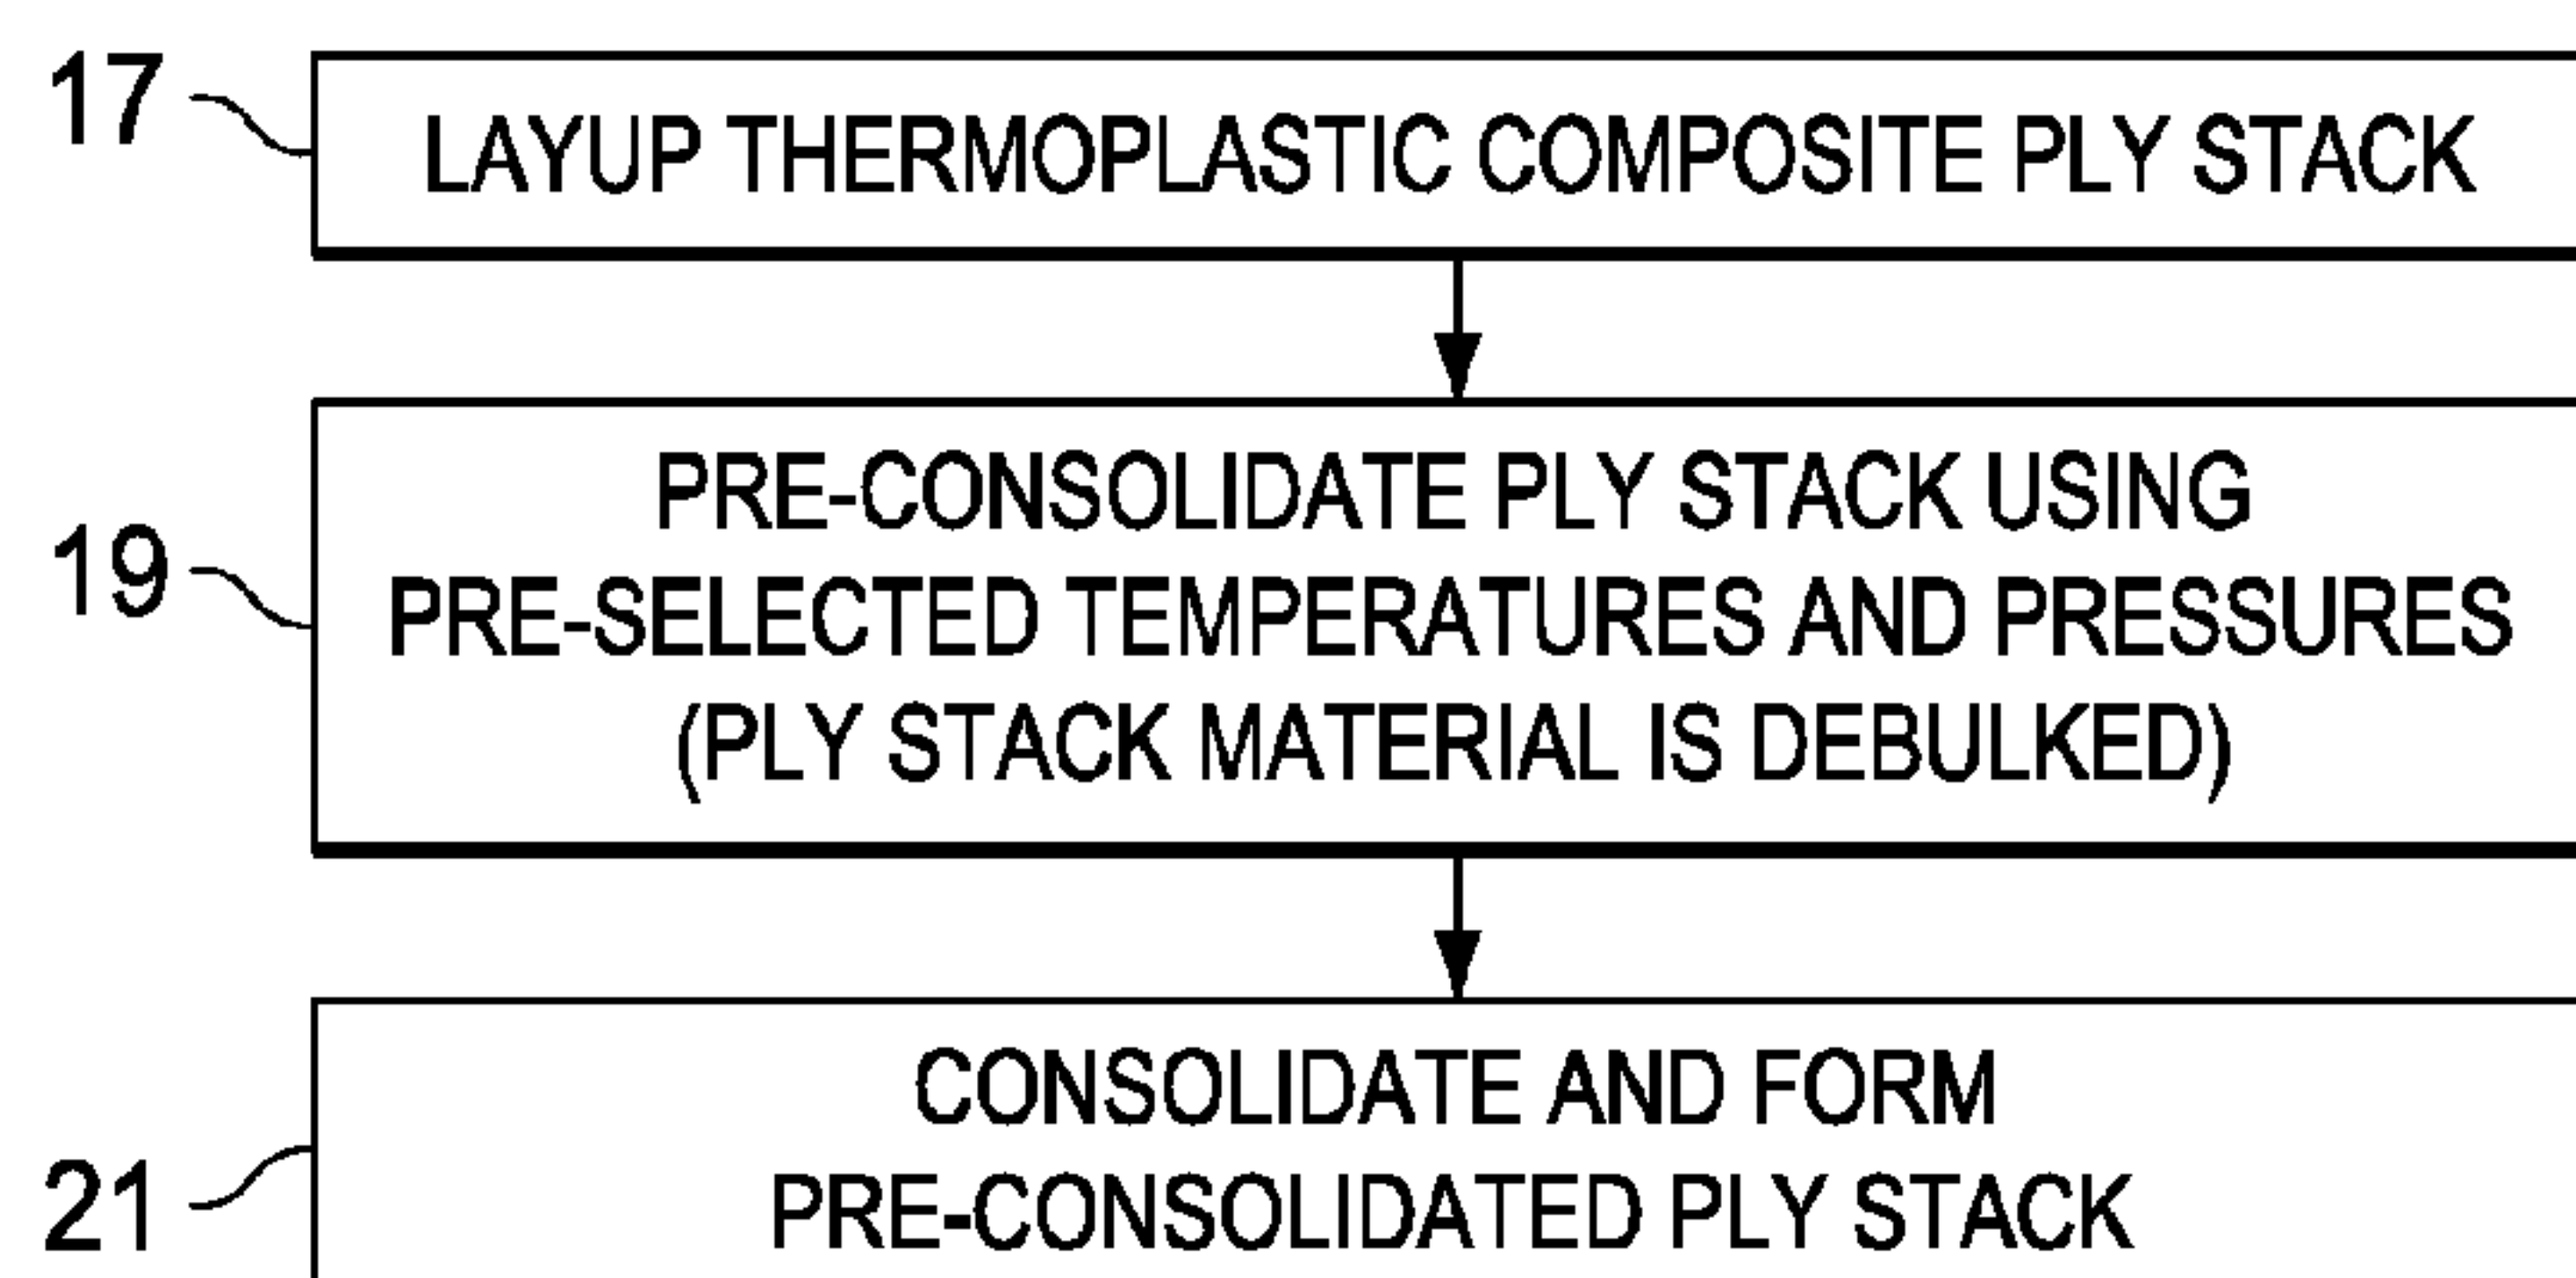 17
LAYUP THERMOPLASTIC COMPOSITE PLY STACK
19
PRE-CONSOLIDATE PLY STACK USING
PRE-SELECTED TEMPERATURES AND PRESSURES
(PLY STACK MATERIAL IS DEBULKED)
21
CONSOLIDATE AND FORM
PRE-CONSOLIDATED PLY STACK